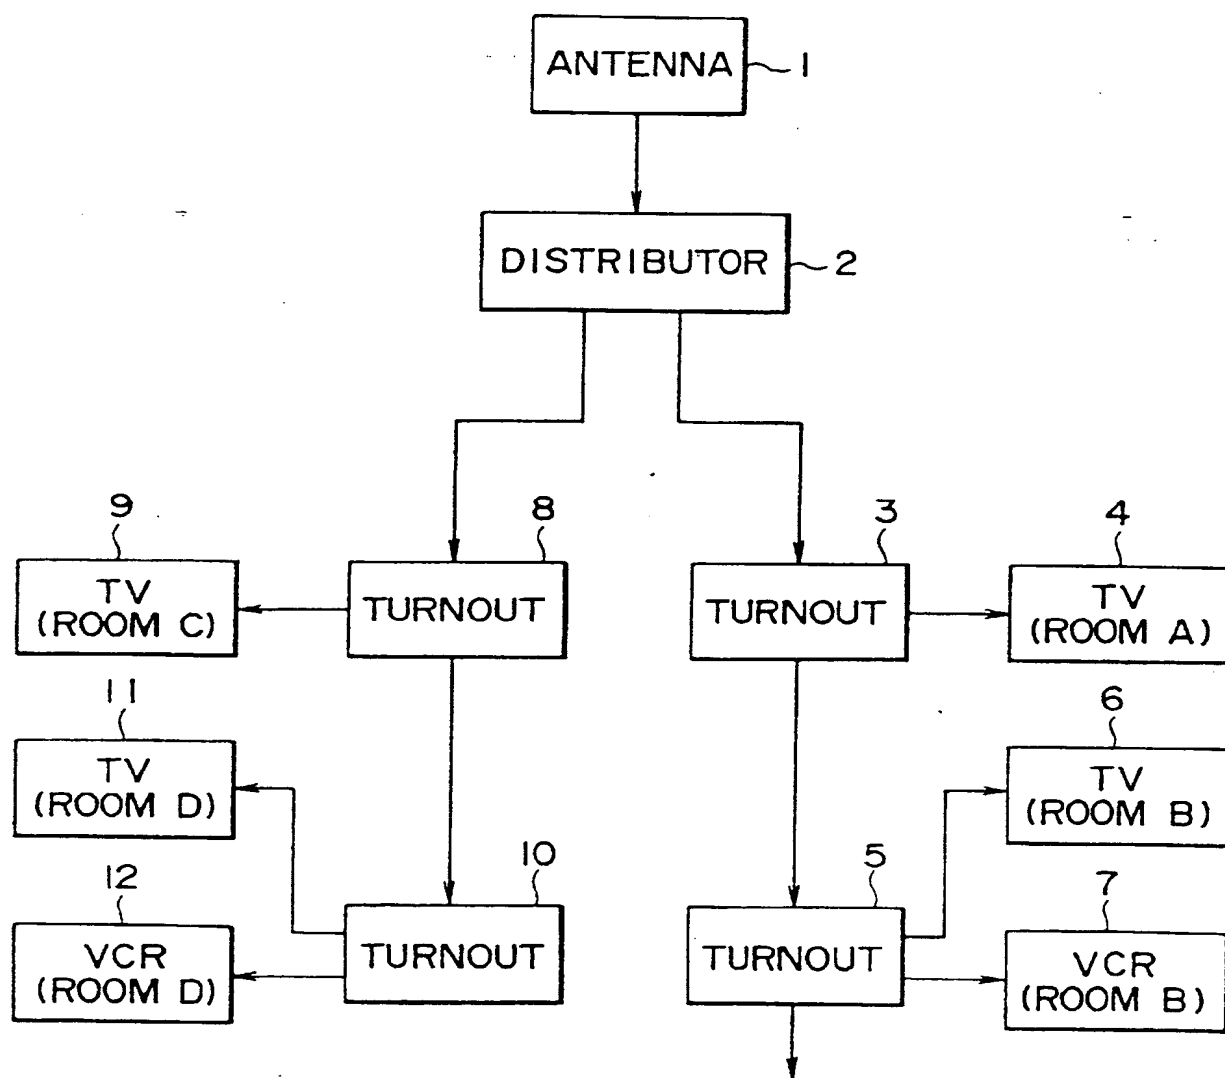 ANTENNA
1
DISTRIBUTOR
2
9
8
3
4
TV
(ROOM C)
TURNOUT
TURNOUT
TV
(ROOM A)
11
6
TV
(ROOM D)
TV
(ROOM B)
12
10
5
7
VCR
(ROOM D)
TURNOUT
TURNOUT
VCR
(ROOM B)